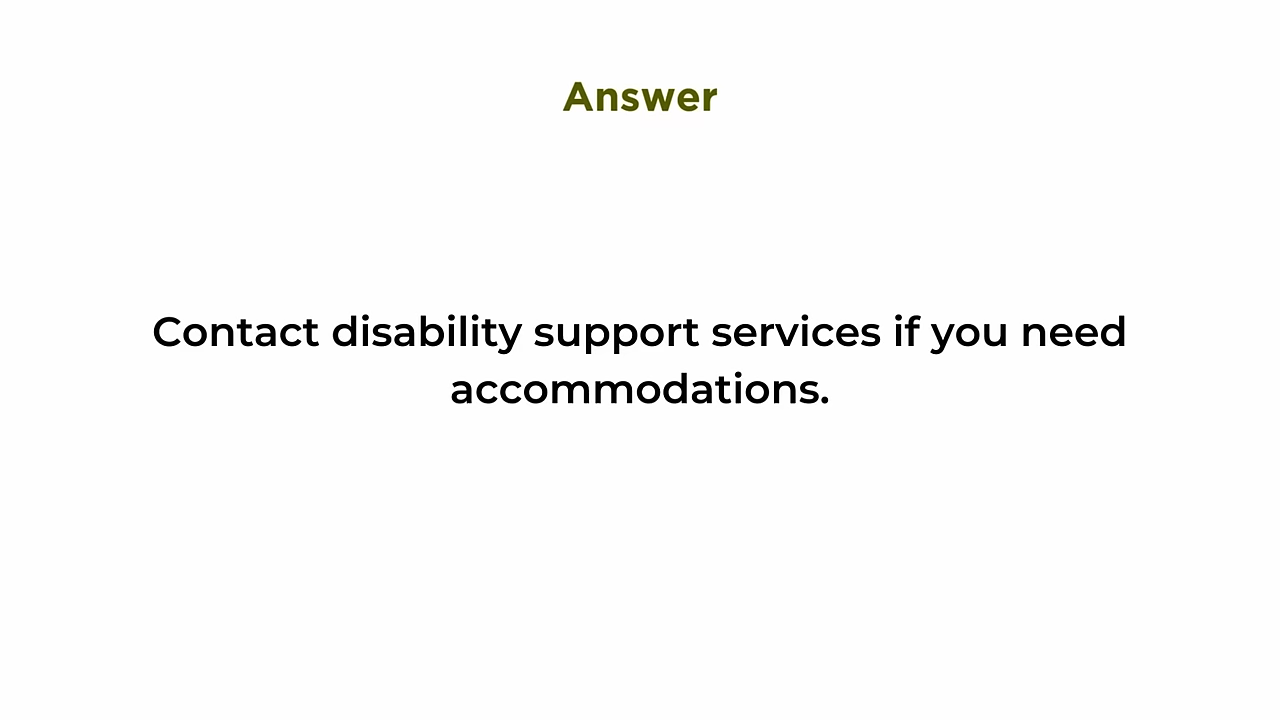 Answer
Contact disability support services if you need
accommodations.